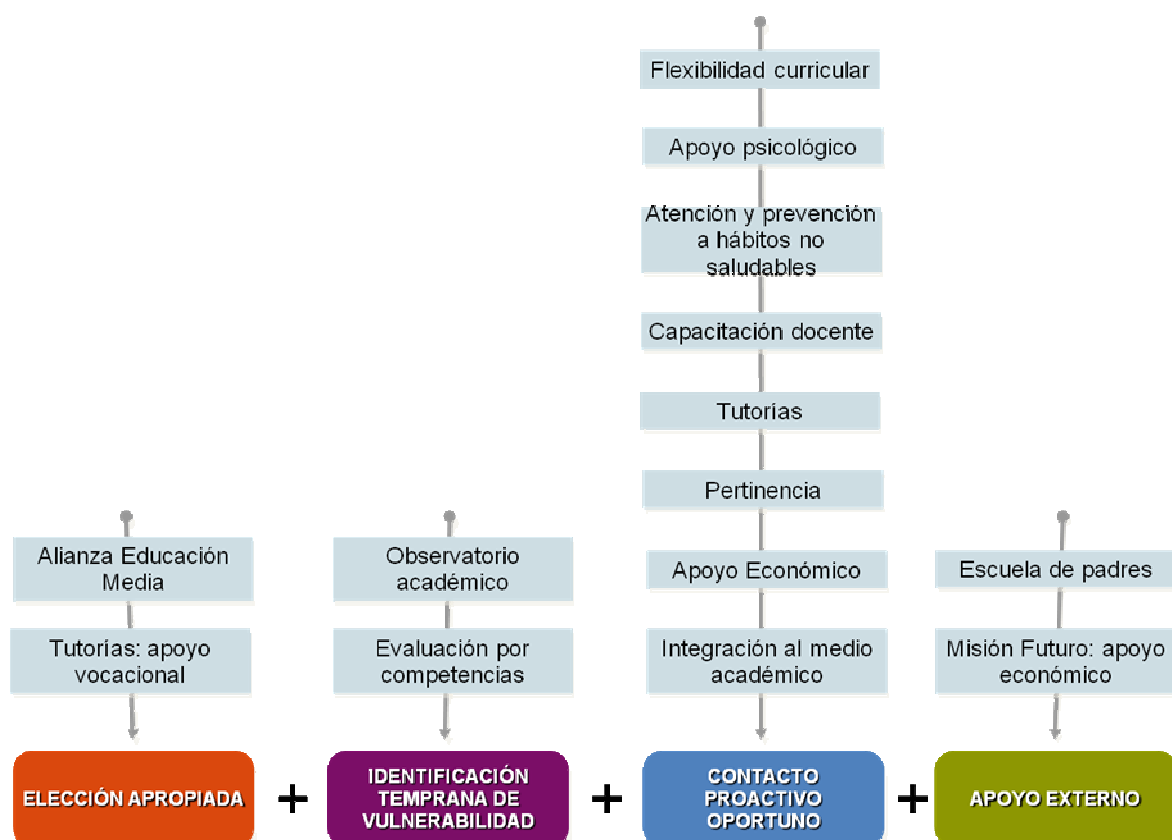 Flexibilidad curricular
Apoyo psicológico
Atención y prevención
a hábitos no
saludables
Capacitación docente
Tutorías
Pertinencia
Alianza Educación
Media
Observatorio
académico
Apoyo Económico
Escuela de padres
Tutorías: apoyo
vocacional
Evaluación por
competencias
Integración al medio
académico
Misión Futuro: apoyo
económico
ELECCIÓN APROPIADA
+
IDENTIFICACIÓN
TEMPRANA DE
VULNERABILIDAD
+
CONTACTO
PROACTIVO
OPORTUNO
+
APOYO EXTERNO